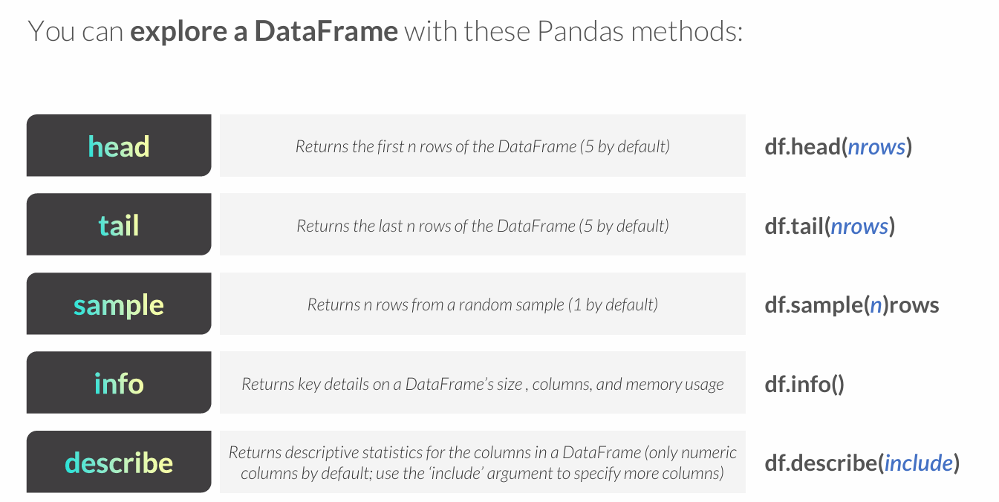 You can explore a DataFrame with these Pandas methods:
head
Returns the first n rows of the DataFrame (5 by default)
df.head(nrows)
tail
Returns the last n rows of the DataFrame (5 by default)
df.tail(nrows)
sample
Returns n rows from a random sample (1 by default)
df.sample(n)rows
info
Returns key details on a DataFrame’s size , columns, and memory usage
df.info()
describe
Returns descriptive statistics for the columns in a DataFrame (only numeric
columns by default; use the ‘include’ argument to specify more columns)
df.describe(include)